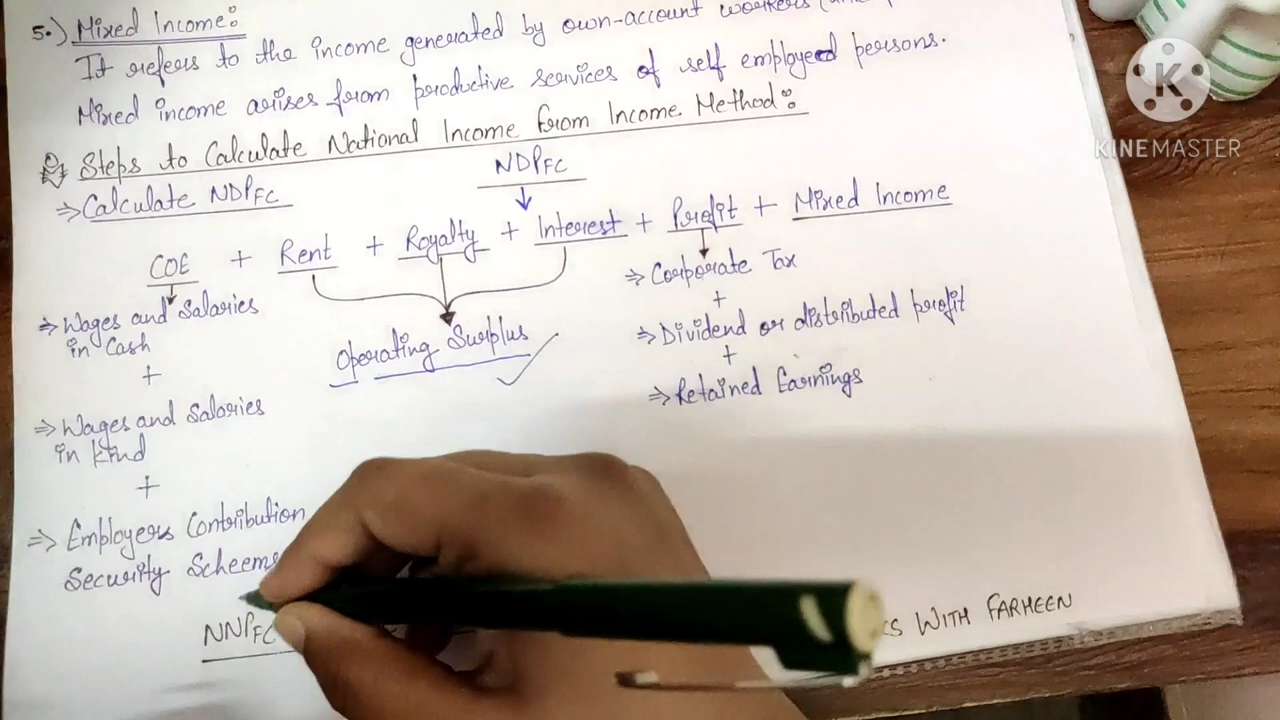 5.) Mixed Income:
It refers to the income generated by own-account workers
Mixed income arises from productive services of self employed persons.
Steps to Calculate National Income from Income Method:
⇒ Calculate NDPFC
NDPFC
COE + Rent + Royalty + Interest + Profit + Mixed Income
⇒ Wages and Salaries
in Cash
+
⇒ Wages and Salaries
in kind
+
⇒ Employers Contribution
Security Scheems
Operating Surplus
⇒ Corporate Tax
+
⇒ Dividend or distributed profit
+
⇒ Retained Earnings
NNPFC
WITH FARHEEN
K
KINEMASTER